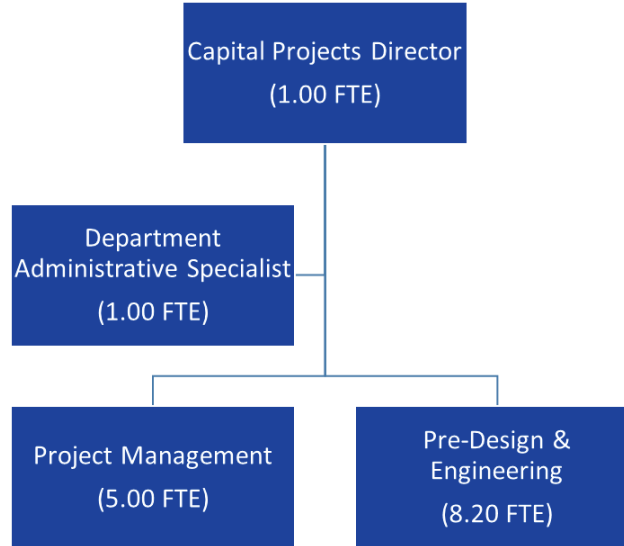 Capital Projects Director
(1.00 FTE)
Department
Administrative Specialist
(1.00 FTE)
Project Management
(5.00 FTE)
Pre-Design &
Engineering
(8.20 FTE)